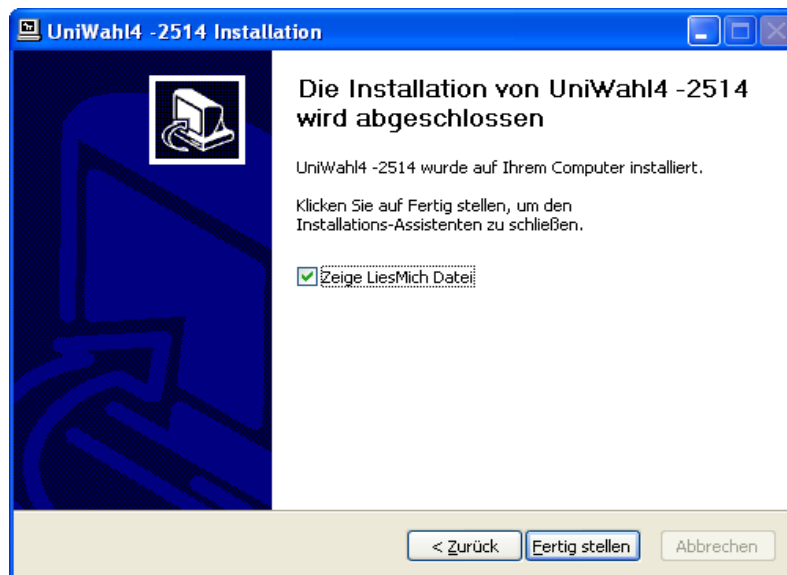 UniWahl4 -2514 Installation
Die Installation von UniWahl4 -2514
wird abgeschlossen
UniWahl4 -2514 wurde auf Ihrem Computer installiert.
Klicken Sie auf Fertig stellen, um den
Installations-Assistenten zu schließen.
Zeige LiesMich Datei
< Zurück Fertig stellen Abbrechen